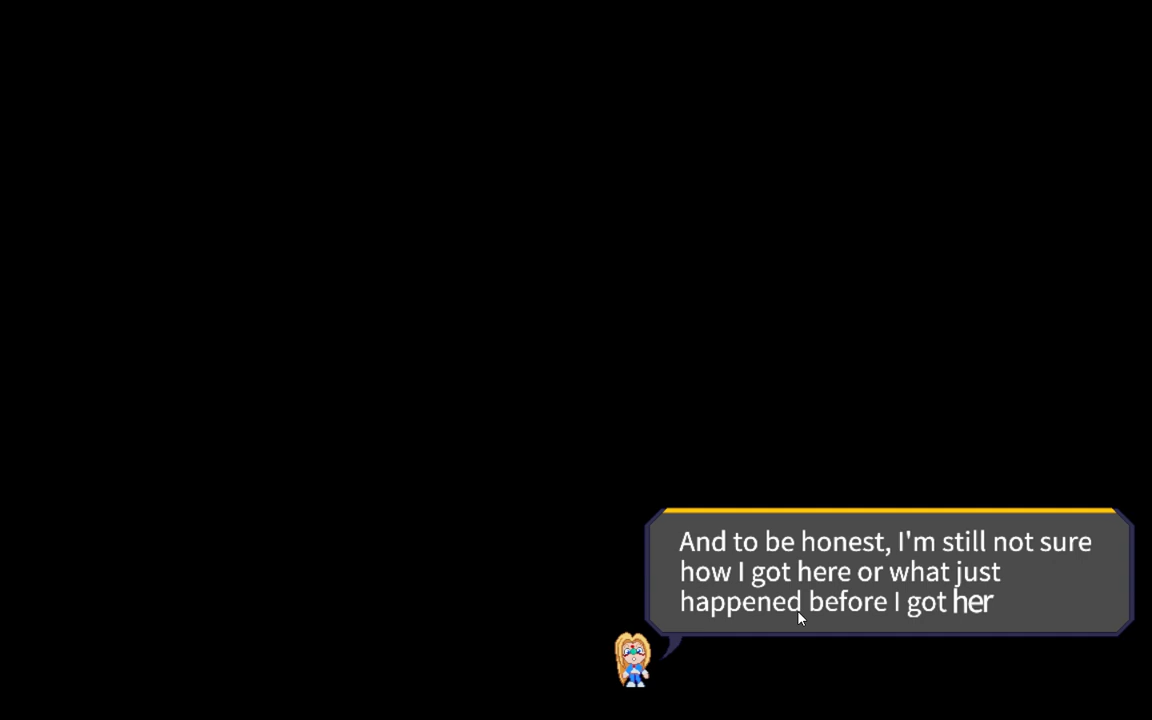 And to be honest, I'm still not sure
how I got here or what just
happened before I got her